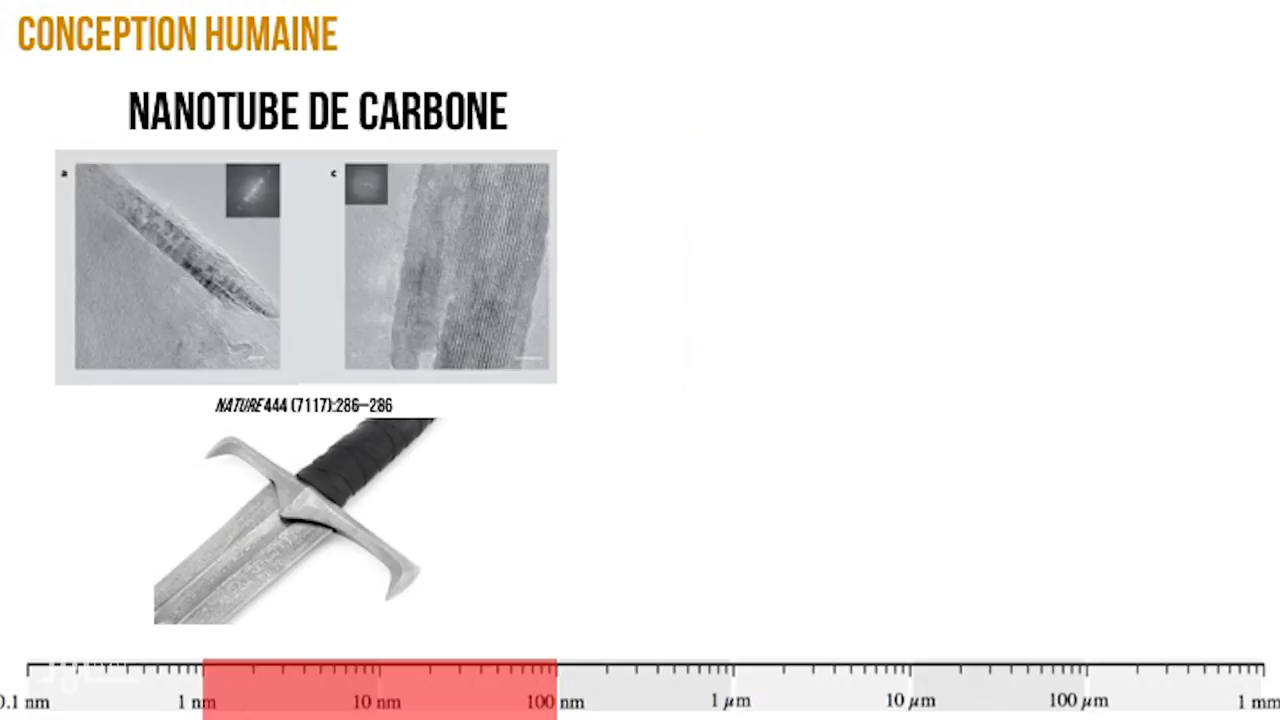 CONCEPTION HUMAINE
NANOTUBE DE CARBONE
a
c
NATURE 444 (7117):286–286
0.1 nm 1 nm 10 nm 100 nm 1 μm 10 μm 100 μm 1 mm